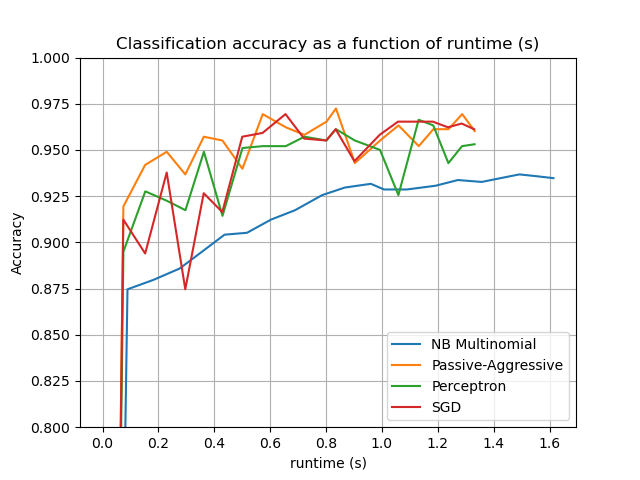 Classification accuracy as a function of runtime (s)
1.000
0.975
0.950
0.925
0.900
0.875
0.850
0.825
0.800
Accuracy
NB Multinomial
Passive-Aggressive
Perceptron
SGD
0.0 0.2 0.4 0.6 0.8 1.0 1.2 1.4 1.6
runtime (s)